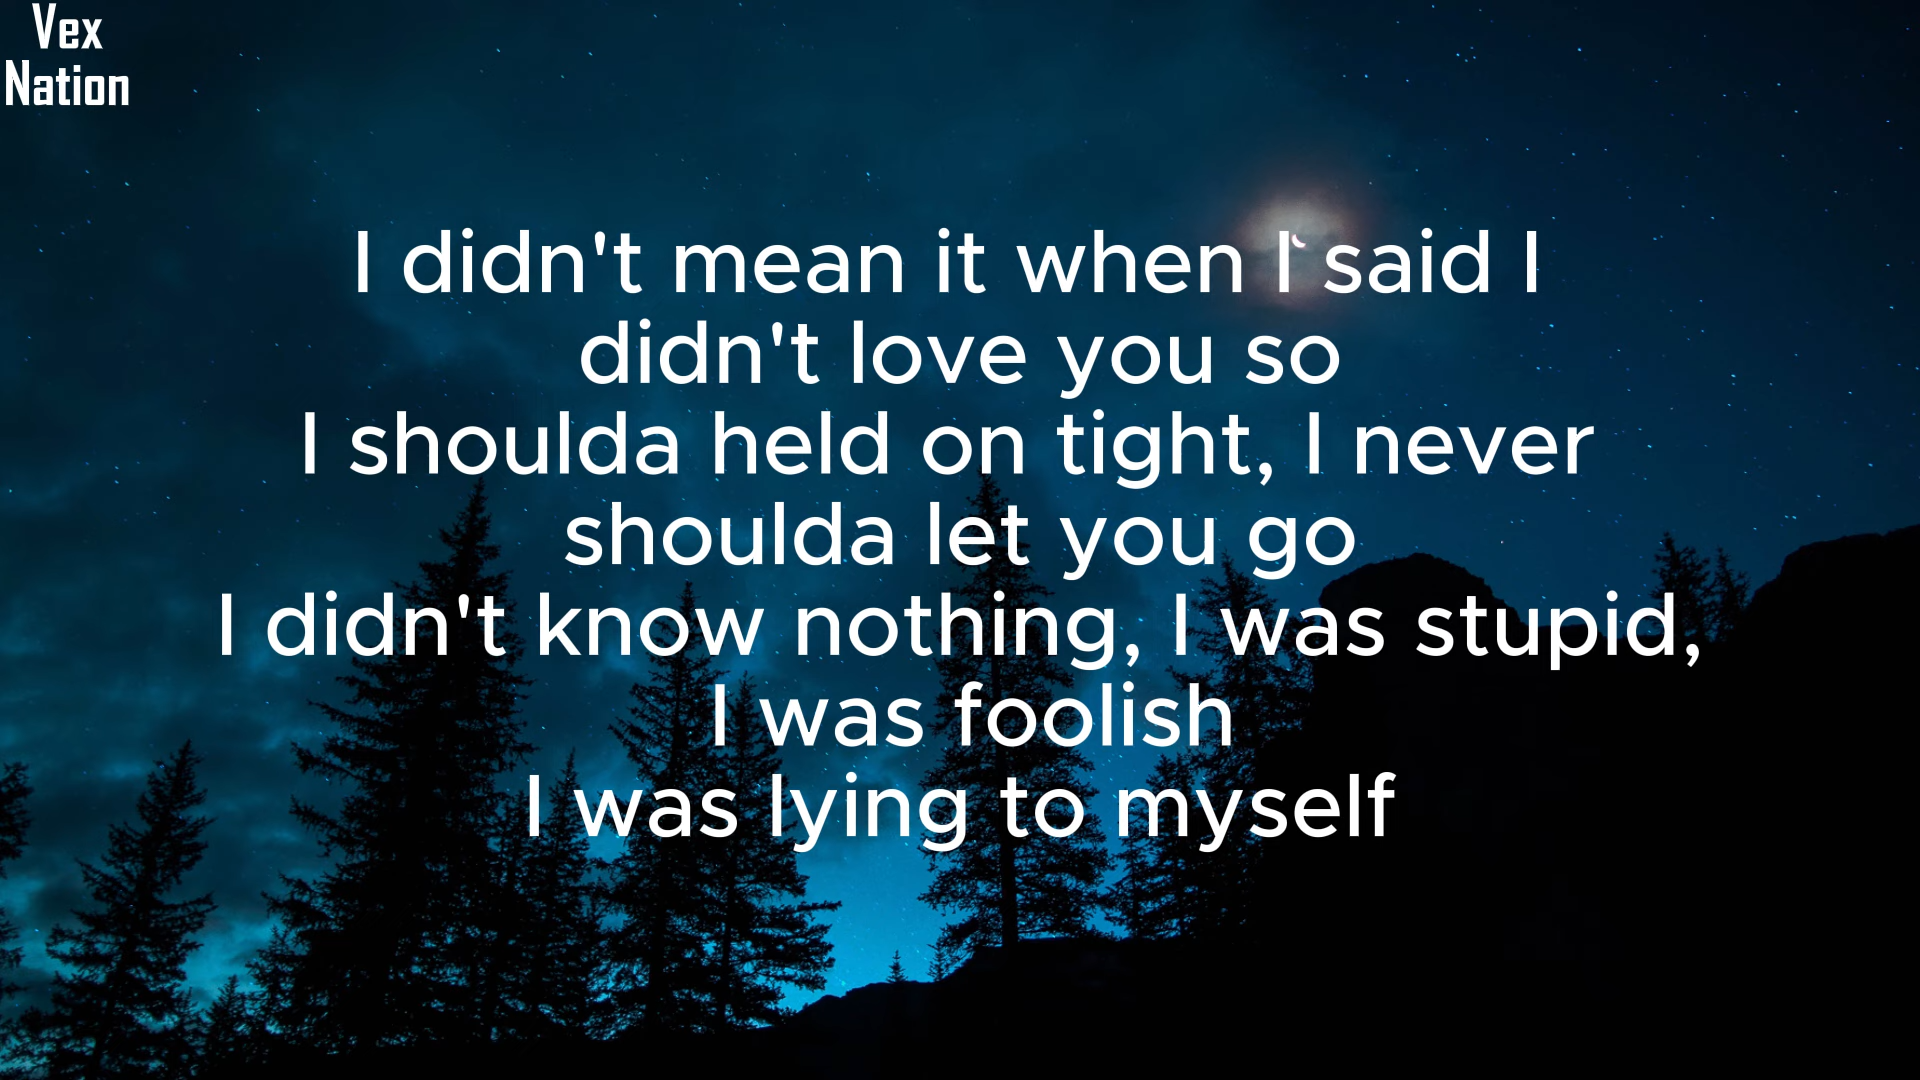 Vex
Nation
I didn't mean it when I said I
didn't love you so
I shoulda held on tight, I never
shoulda let you go
I didn't know nothing, I was stupid,
I was foolish
I was lying to myself